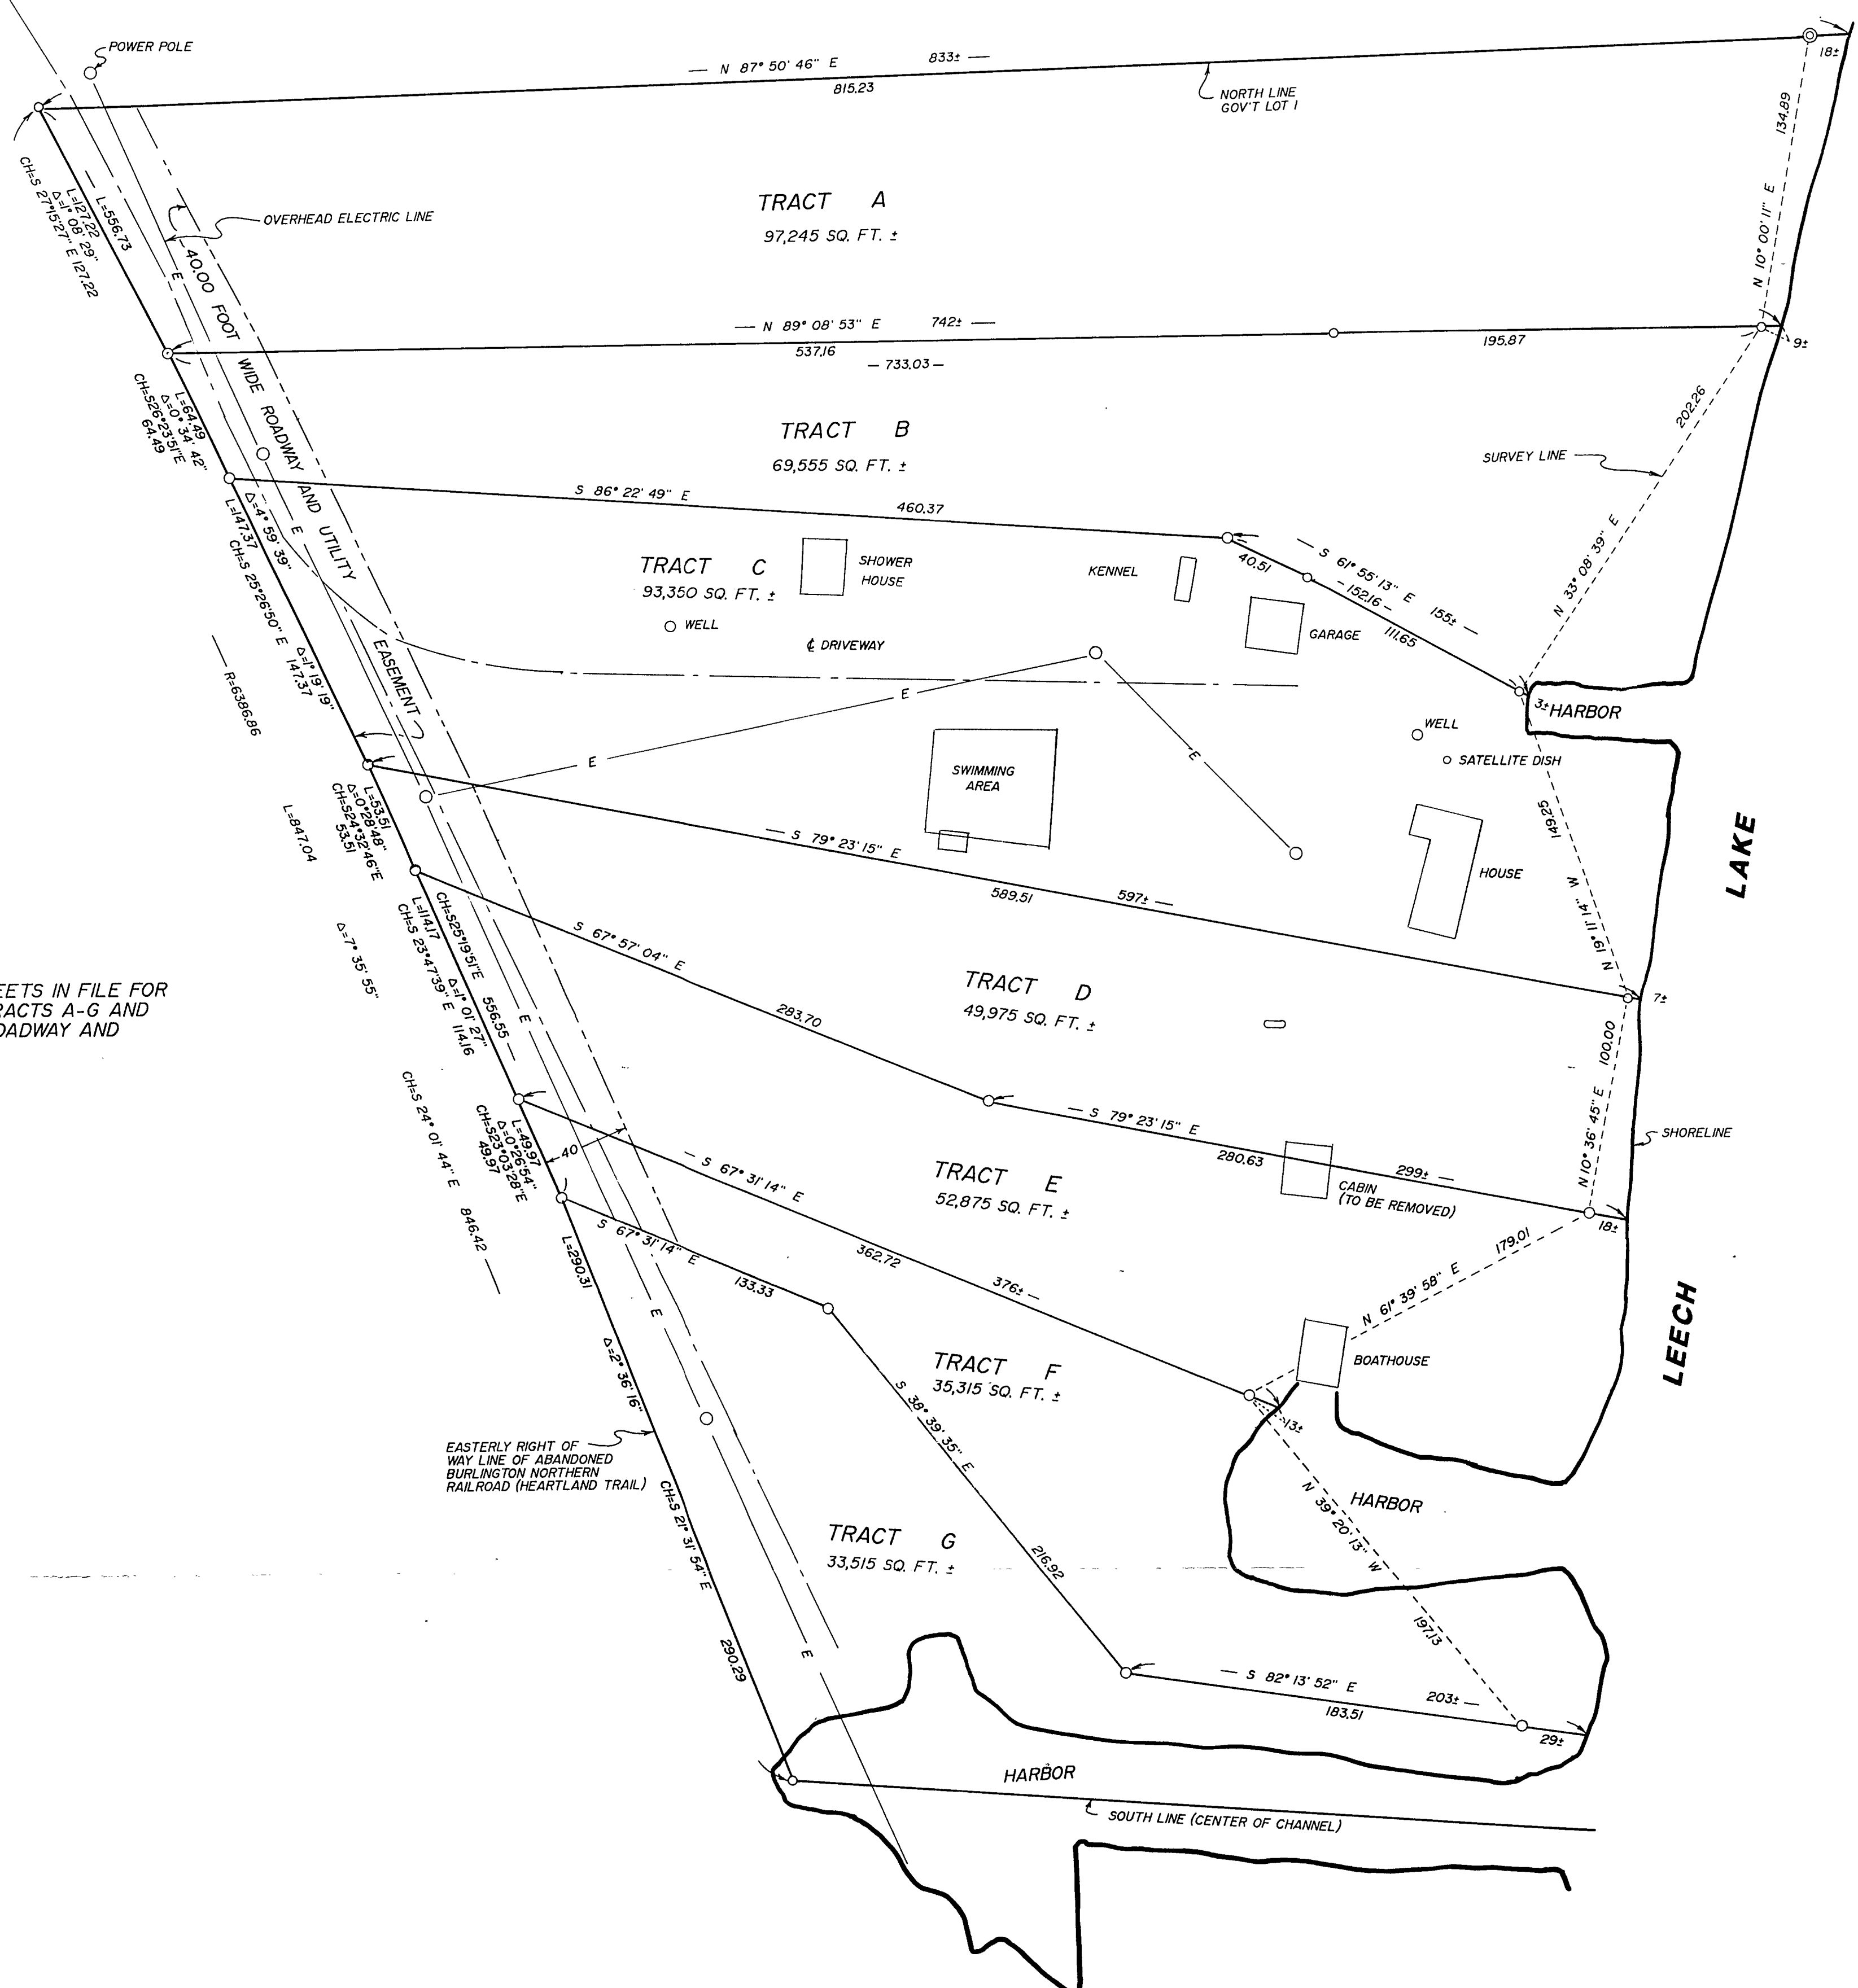 POWER POLE
N 87° 50' 46" E 833±
815.23
18±
NORTH LINE
GOV'T LOT 1
134.89
N 10° 00' 11" E
L=556.73
L=127.22
Δ=1° 08' 29"
CH=S 27°15'27" E 127.22
OVERHEAD ELECTRIC LINE
E
40.00 FOOT WIDE ROADWAY AND UTILITY EASEMENT
TRACT A
97,245 SQ. FT. ±
N 89° 08' 53" E 742±
537.16
733.03
195.87
9±
L=64.49
Δ=0° 34' 42"
CH=S26°23'51"E
64.49
TRACT B
69,555 SQ. FT. ±
202.26
SURVEY LINE
N 33° 08' 39" E
S 86° 22' 49" E
460.37
Δ=4° 59' 39"
E
L=147.37
Δ=1° 19' 19"
CH=S 25°26'50" E 147.37
TRACT C
93,350 SQ. FT. ±
SHOWER
HOUSE
KENNEL
40.51
S 61° 55' 13" E 155±
152.16
111.65
GARAGE
WELL
℄ DRIVEWAY
E
E
E
3±
HARBOR
WELL
SATELLITE DISH
R=6386.86
L=847.04
Δ=7° 35' 55"
CH=S 24° 01' 44" E 846.42
L=53.51
Δ=0°28'48"
CH=S24°32'46"E
53.51
SWIMMING
AREA
149.25
N 19° 11' 14" W
HOUSE
LAKE
S 79° 23' 15" E
589.51
597±
7±
CH=S25°19'51"E 556.55
L=114.17
Δ=1° 01' 27"
CH=S 23°47'39" E 114.16
E
S 67° 57' 04" E
283.70
TRACT D
49,975 SQ. FT. ±
100.00
N 10° 36' 45" E
EETS IN FILE FOR
RACTS A-G AND
OADWAY AND
S 79° 23' 15" E
280.63
299±
18±
SHORELINE
CABIN
(TO BE REMOVED)
L=49.97
Δ=0°26'54"
CH=S23°03'28"E
49.97
40
S 67° 31' 14" E
362.72
376±
TRACT E
52,875 SQ. FT. ±
179.01
N 61° 39' 58" E
LEECH
S 67° 31' 14" E
133.33
L=290.31
Δ=2° 36' 16"
CH=S 21° 31' 54" E
290.29
E
TRACT F
35,315 SQ. FT. ±
BOATHOUSE
13±
S 38° 39' 35" E
216.92
EASTERLY RIGHT OF
WAY LINE OF ABANDONED
BURLINGTON NORTHERN
RAILROAD (HEARTLAND TRAIL)
HARBOR
N 39° 20' 13" W
197.13
TRACT G
33,515 SQ. FT. ±
E
S 82° 13' 52" E
203±
183.51
29±
HARBOR
SOUTH LINE (CENTER OF CHANNEL)